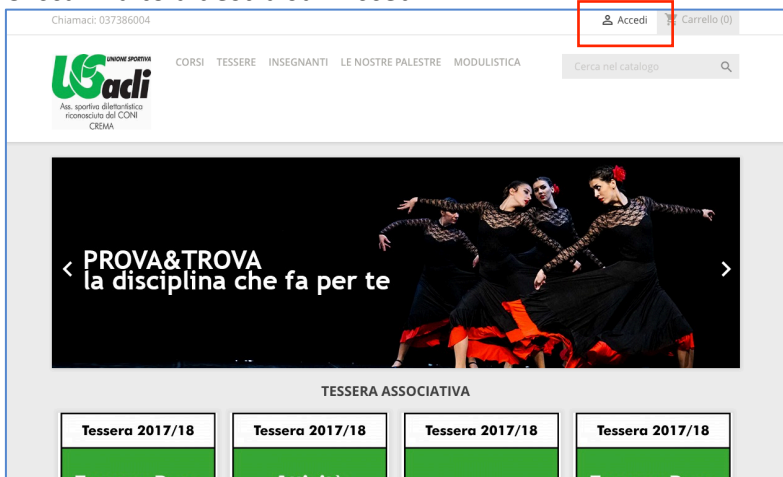 Chiamaci: 037386004
Accedi
Carrello (0)
UNIONE SPORTIVA
USacli
Ass. sportiva dilettantistica
riconosciuta dal CONI
CREMA
CORSI TESSERE INSEGNANTI LE NOSTRE PALESTRE MODULISTICA
Cerca nel catalogo
PROVA&TROVA
la disciplina che fa per te
TESSERA ASSOCIATIVA
Tessera 2017/18
Tessera 2017/18
Tessera 2017/18
Tessera 2017/18